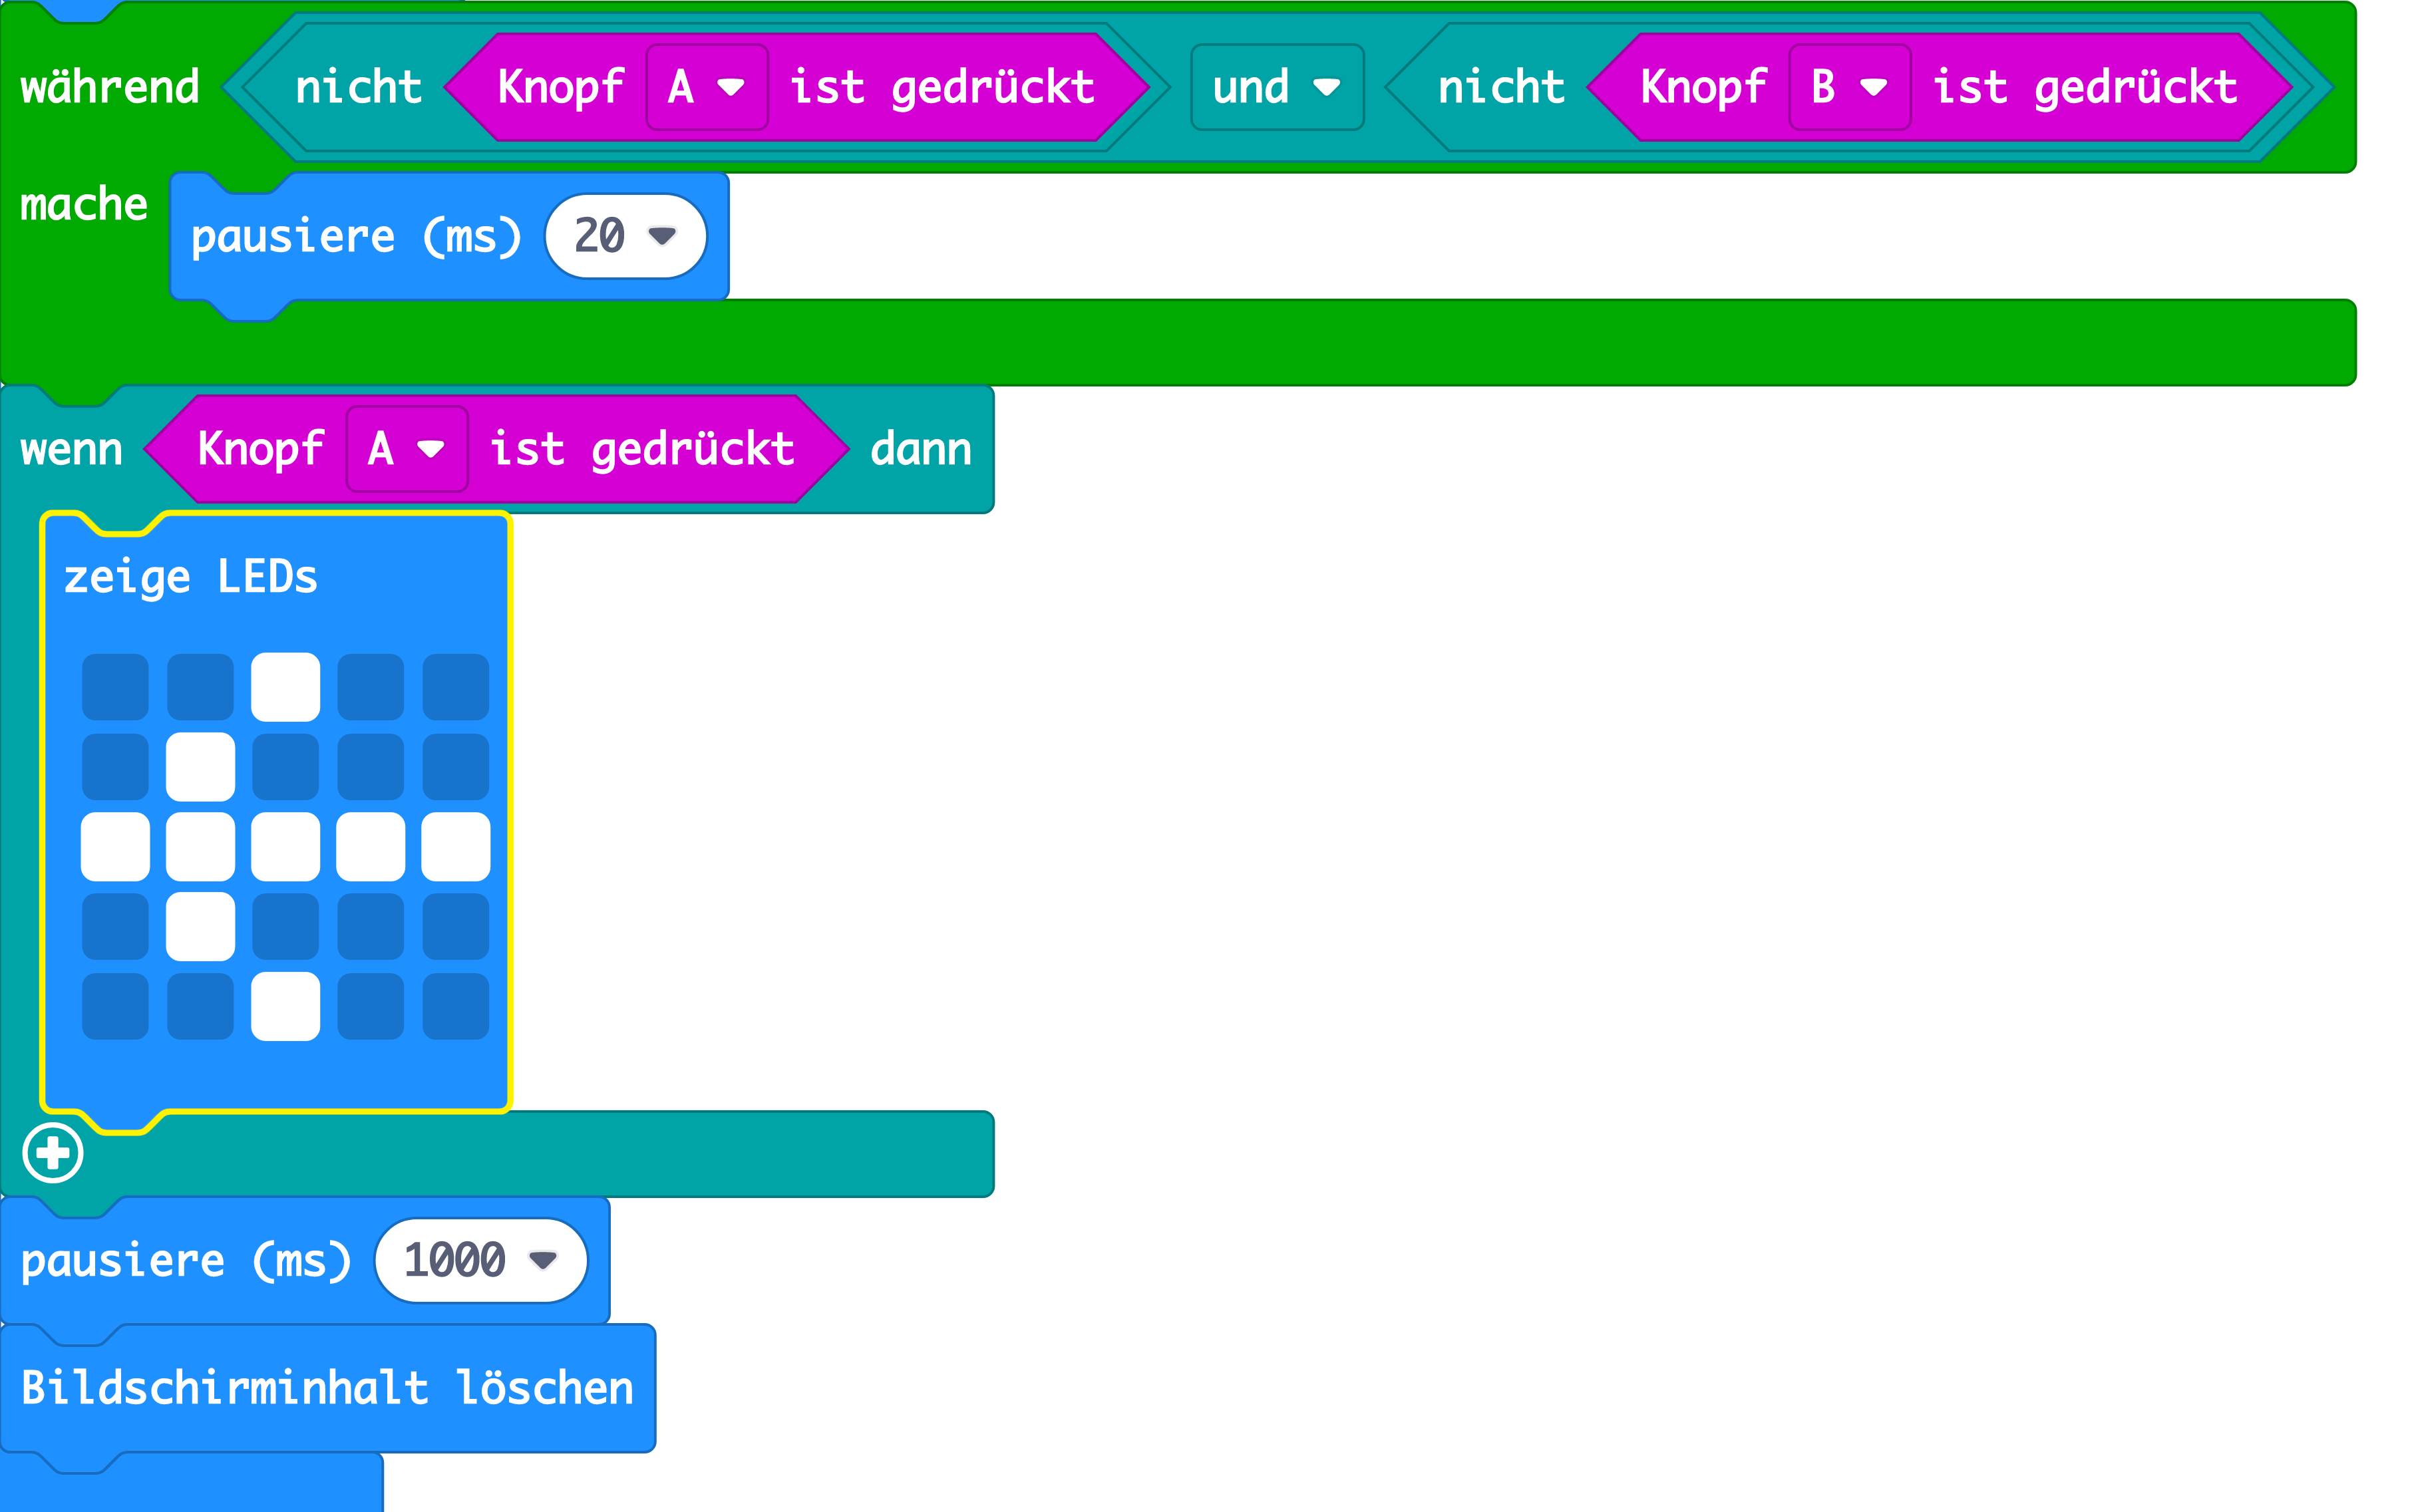 während nicht Knopf A ist gedrückt und nicht Knopf B ist gedrückt
mache pausiere (ms) 20
wenn Knopf A ist gedrückt dann
zeige LEDs
pausiere (ms) 1000
Bildschirminhalt löschen